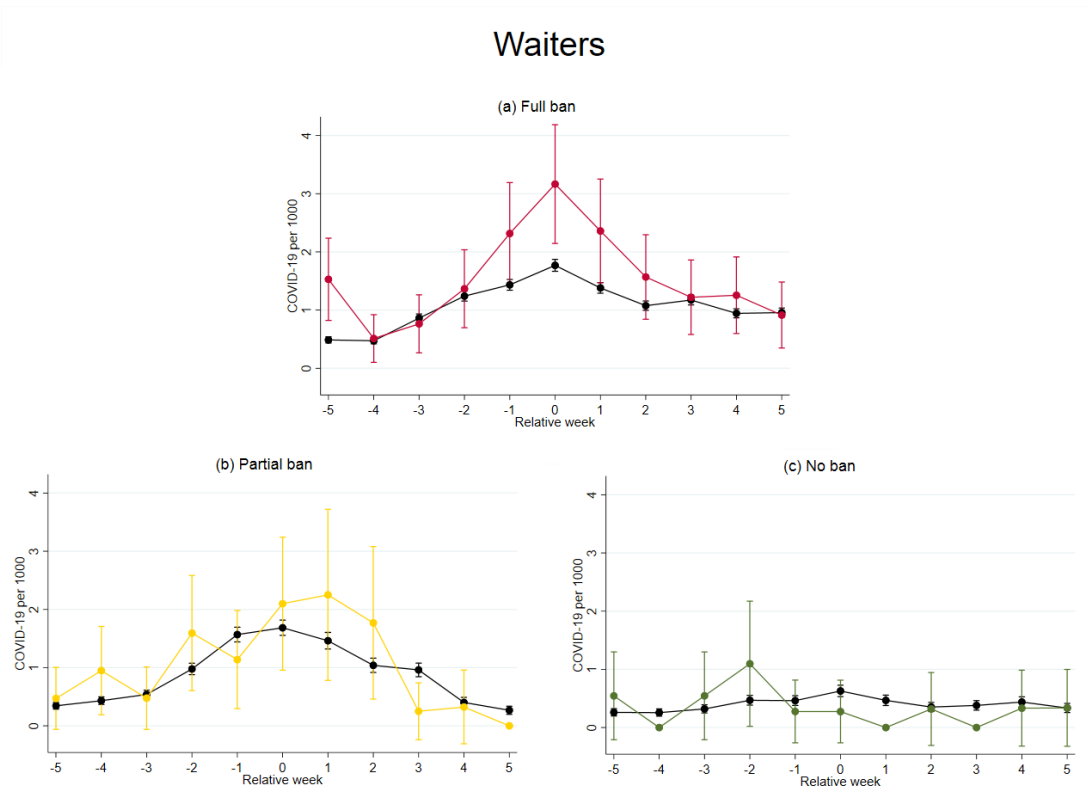 Waiters
(a) Full ban
COVID-19 per 1000
4
3
2
1
0
-5 -4 -3 -2 -1 0 1 2 3 4 5
Relative week
(b) Partial ban
COVID-19 per 1000
4
3
2
1
0
-5 -4 -3 -2 -1 0 1 2 3 4 5
Relative week
(c) No ban
COVID-19 per 1000
4
3
2
1
0
-5 -4 -3 -2 -1 0 1 2 3 4 5
Relative week